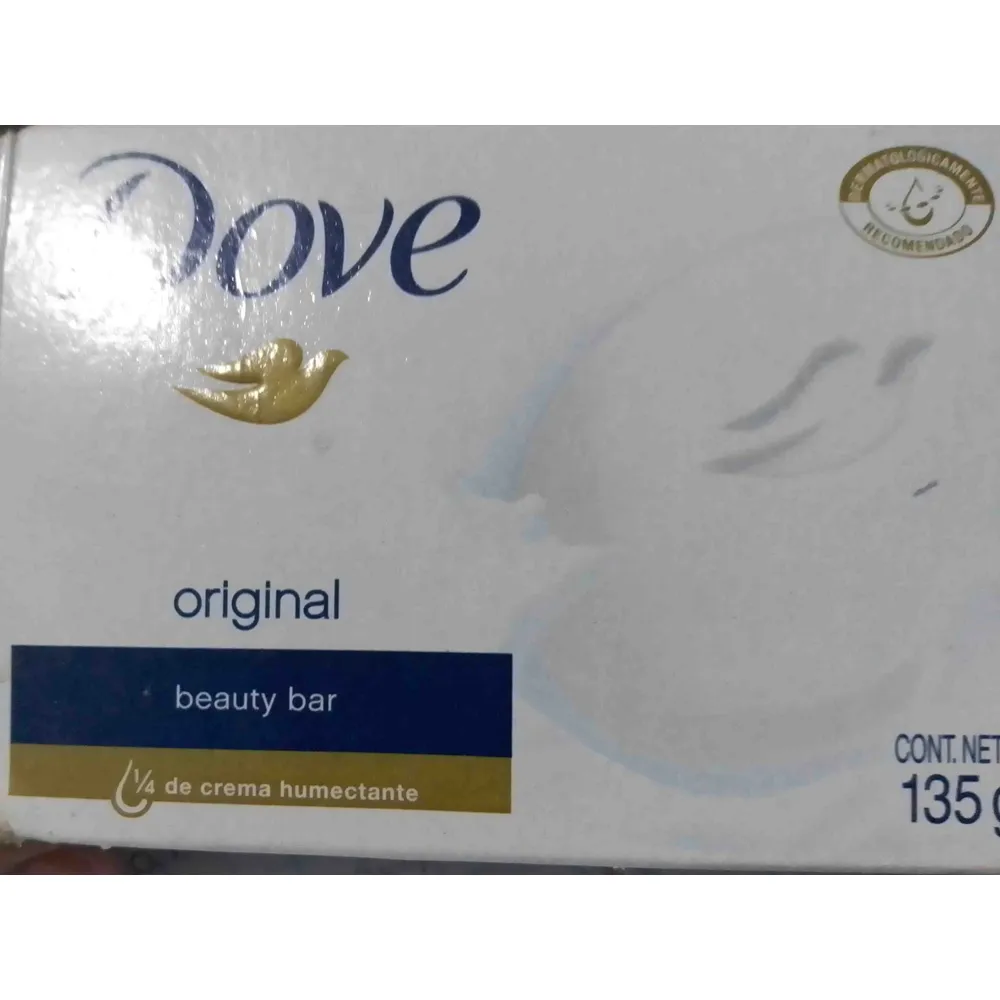 Dove
DERMATOLOGICAMENTE
RECOMENDADO
original
beauty bar
1/4 de crema humectante
CONT. NET
135 g